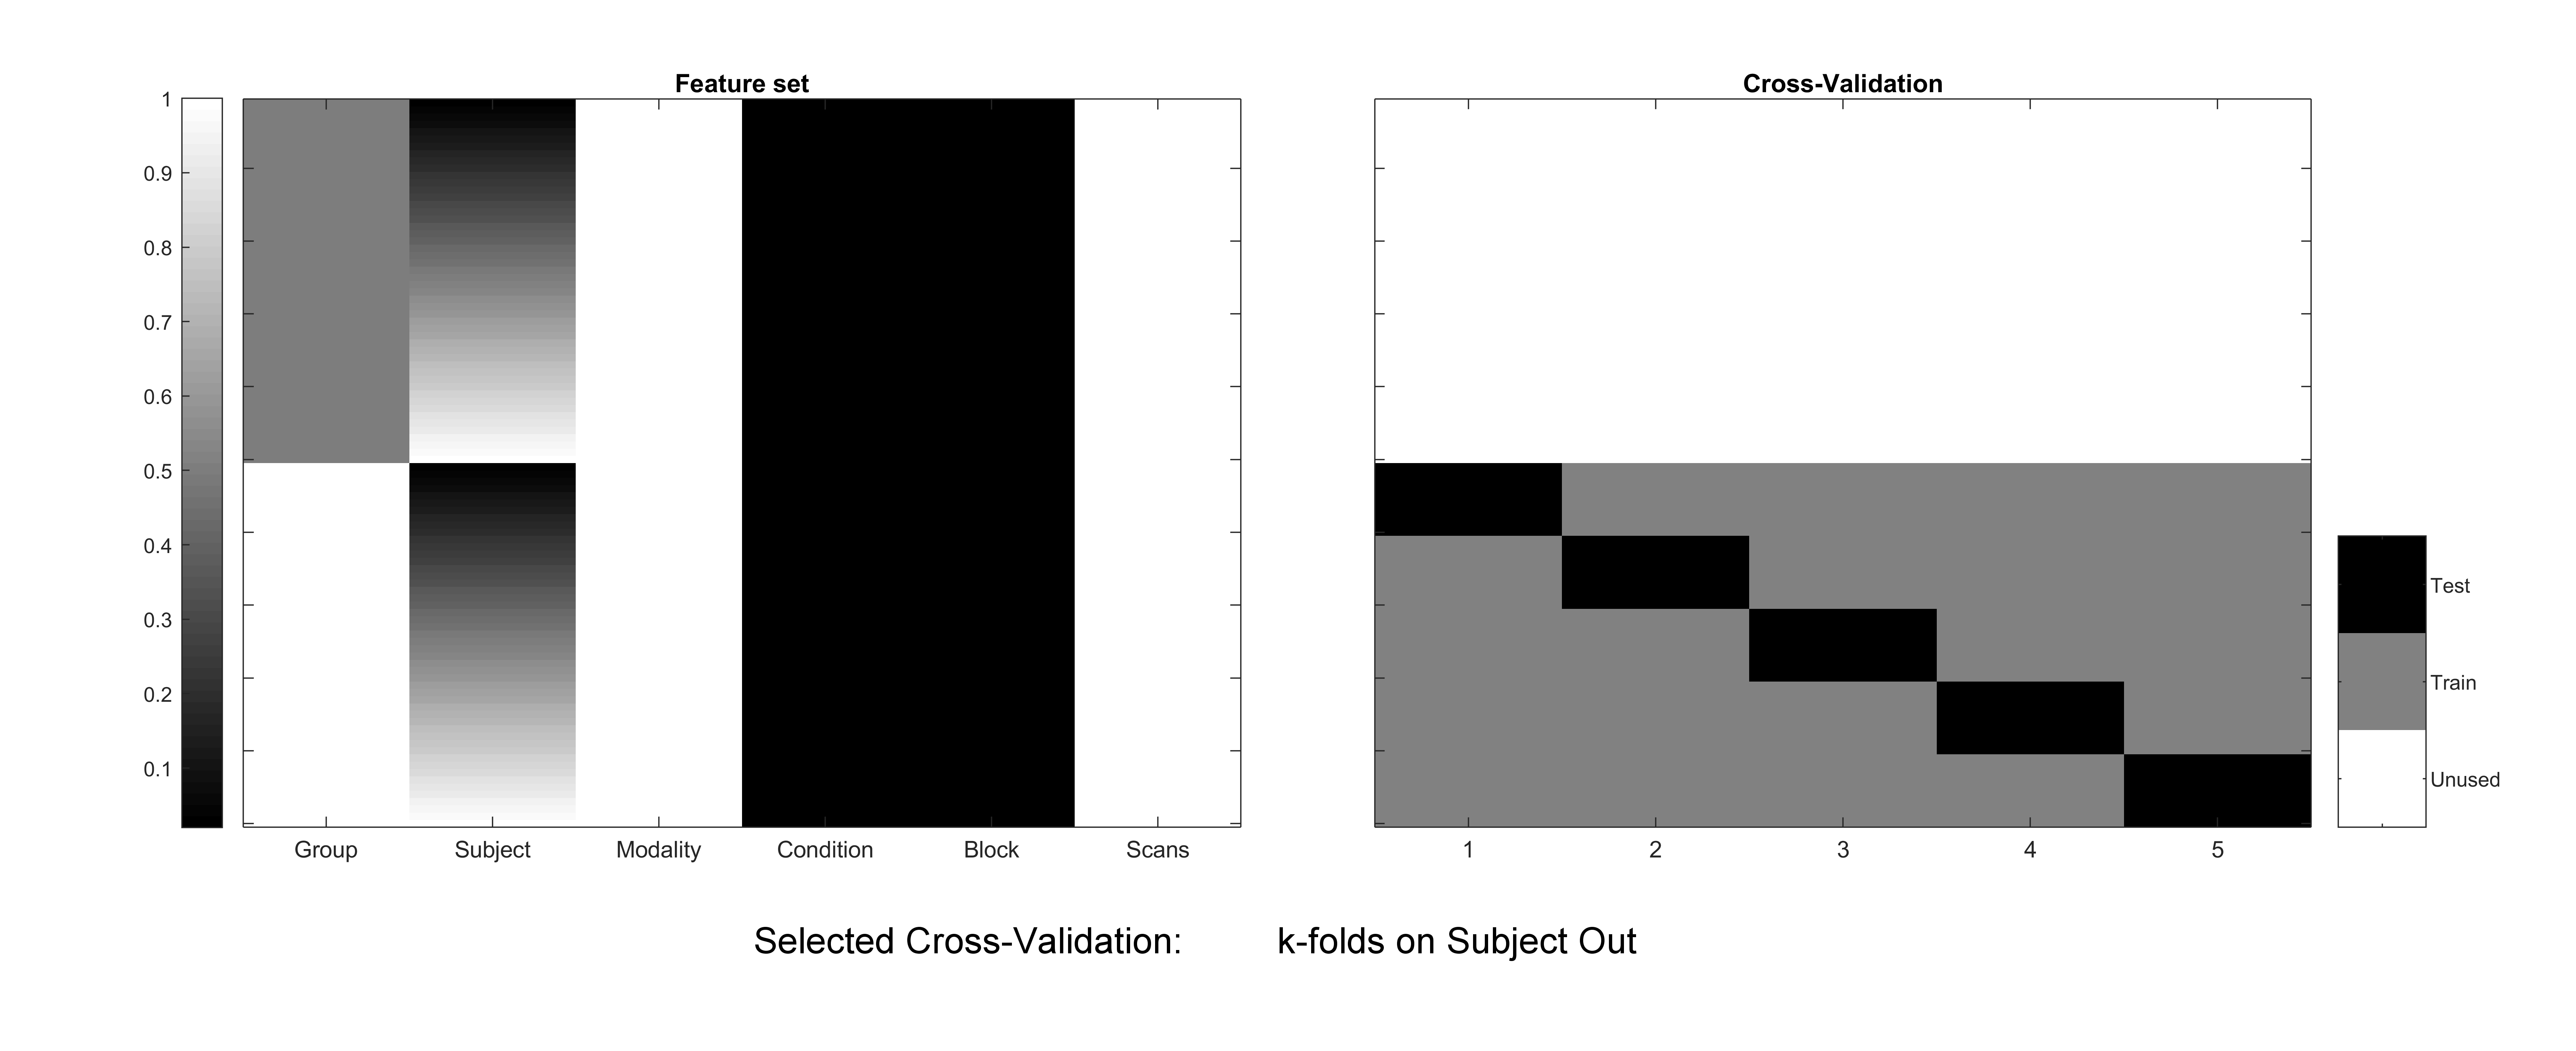 Feature set
Cross-Validation
1
0.9
0.8
0.7
0.6
0.5
0.4
0.3
0.2
0.1
Group Subject Modality Condition Block Scans
1 2 3 4 5
Test
Train
Unused
Selected Cross-Validation: k-folds on Subject Out